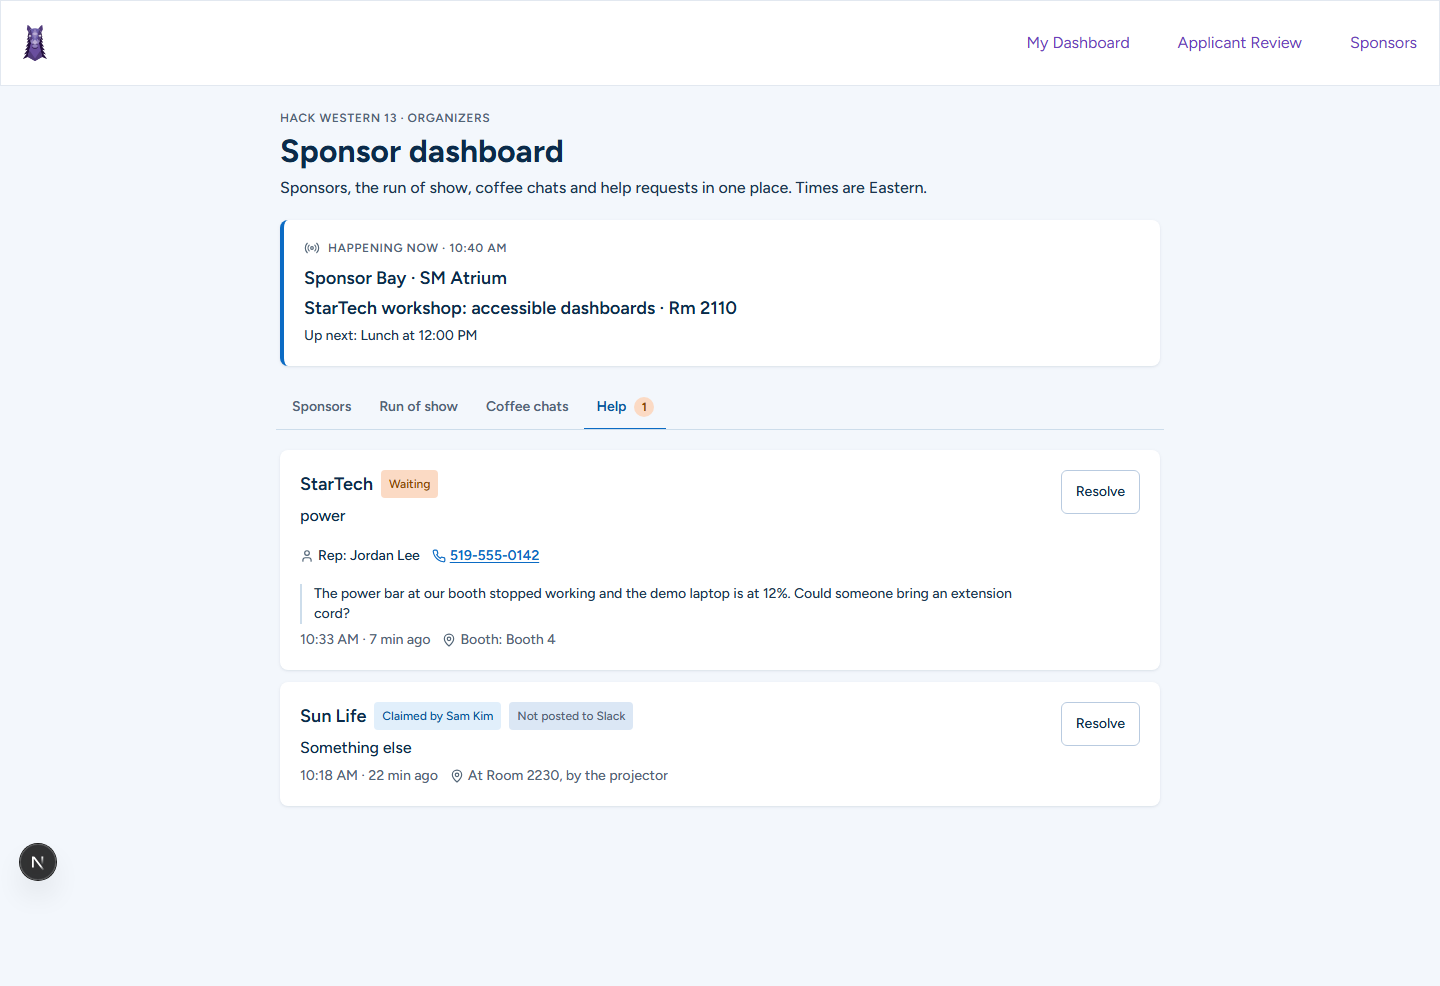 My Dashboard
Applicant Review
Sponsors
HACK WESTERN 13 · ORGANIZERS
Sponsor dashboard
Sponsors, the run of show, coffee chats and help requests in one place. Times are Eastern.
HAPPENING NOW · 10:40 AM
Sponsor Bay · SM Atrium
StarTech workshop: accessible dashboards · Rm 2110
Up next: Lunch at 12:00 PM
Sponsors
Run of show
Coffee chats
Help 1
StarTech Waiting
Resolve
power
Rep: Jordan Lee 519-555-0142
The power bar at our booth stopped working and the demo laptop is at 12%. Could someone bring an extension
cord?
10:33 AM · 7 min ago Booth: Booth 4
Sun Life Claimed by Sam Kim Not posted to Slack
Resolve
Something else
10:18 AM · 22 min ago At Room 2230, by the projector
N